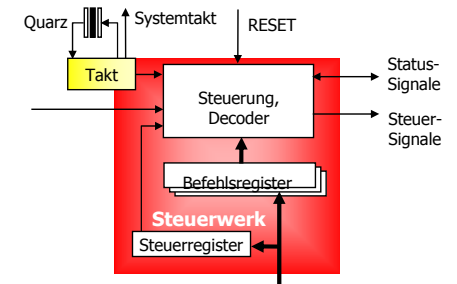 Quarz
Systemtakt
RESET
Takt
Status-
Signale
Steuerung,
Decoder
Steuer-
Signale
Befehlsregister
Steuerwerk
Steuerregister